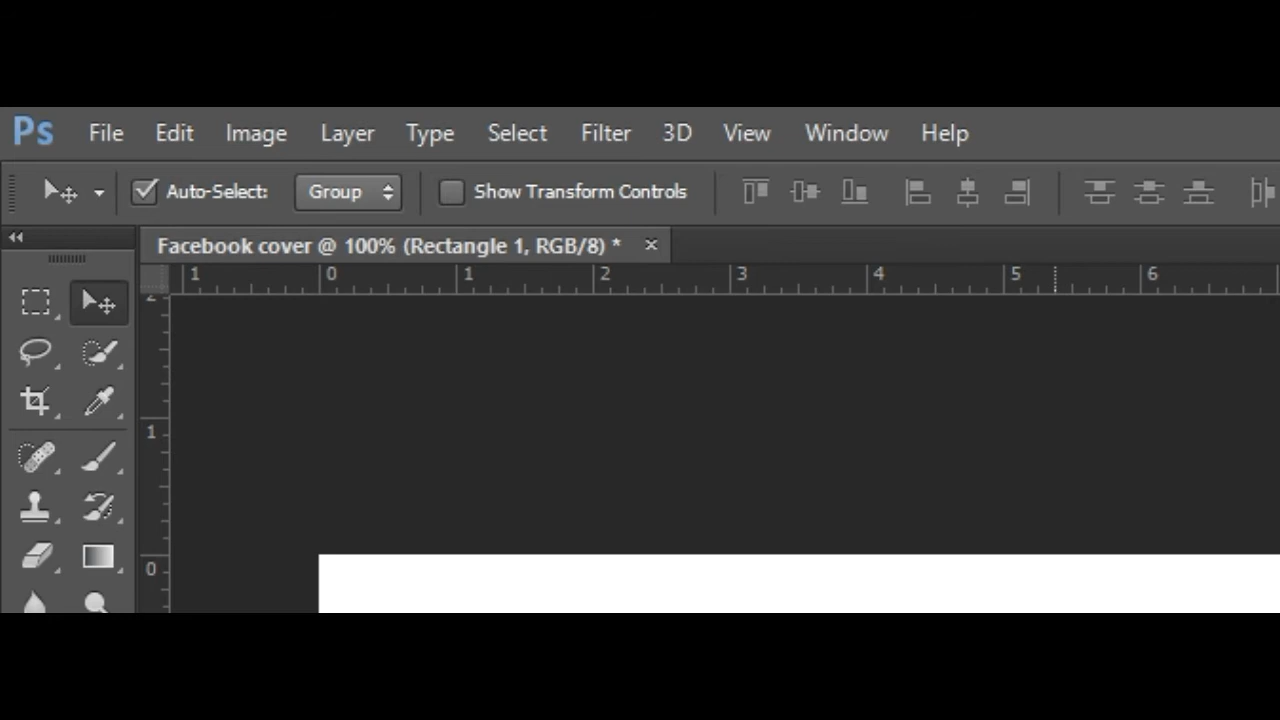 Ps File Edit Image Layer Type Select Filter 3D View Window Help
Auto-Select: Group Show Transform Controls
Facebook cover @ 100% (Rectangle 1, RGB/8) * ×
1 0 1 2 3 4 5 6
2
1
0